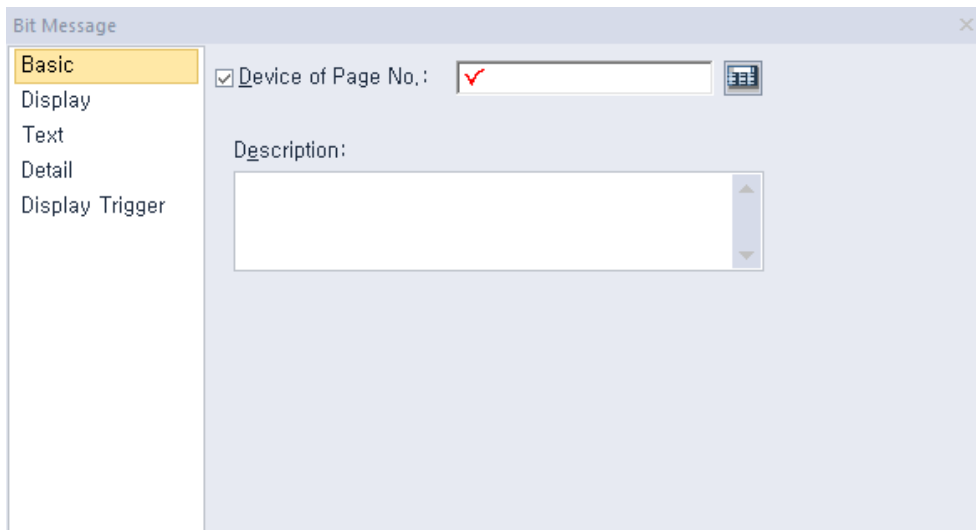 Bit Message
Basic
Display
Text
Detail
Display Trigger
Device of Page No.:
Description: